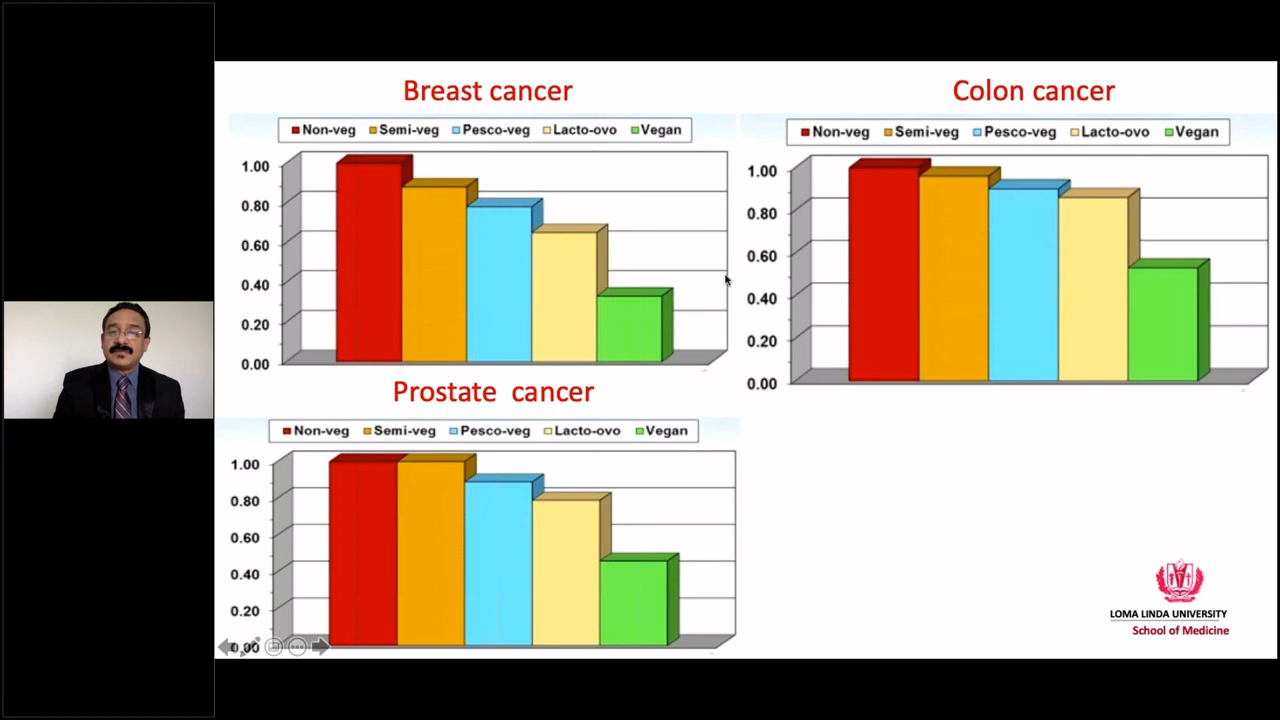 Breast cancer
Non-veg Semi-veg Pesco-veg Lacto-ovo Vegan
1.00
0.80
0.60
0.40
0.20
0.00
Colon cancer
Non-veg Semi-veg Pesco-veg Lacto-ovo Vegan
1.00
0.80
0.60
0.40
0.20
0.00
Prostate cancer
Non-veg Semi-veg Pesco-veg Lacto-ovo Vegan
1.00
0.80
0.60
0.40
0.20
0.00
LOMA LINDA UNIVERSITY
School of Medicine